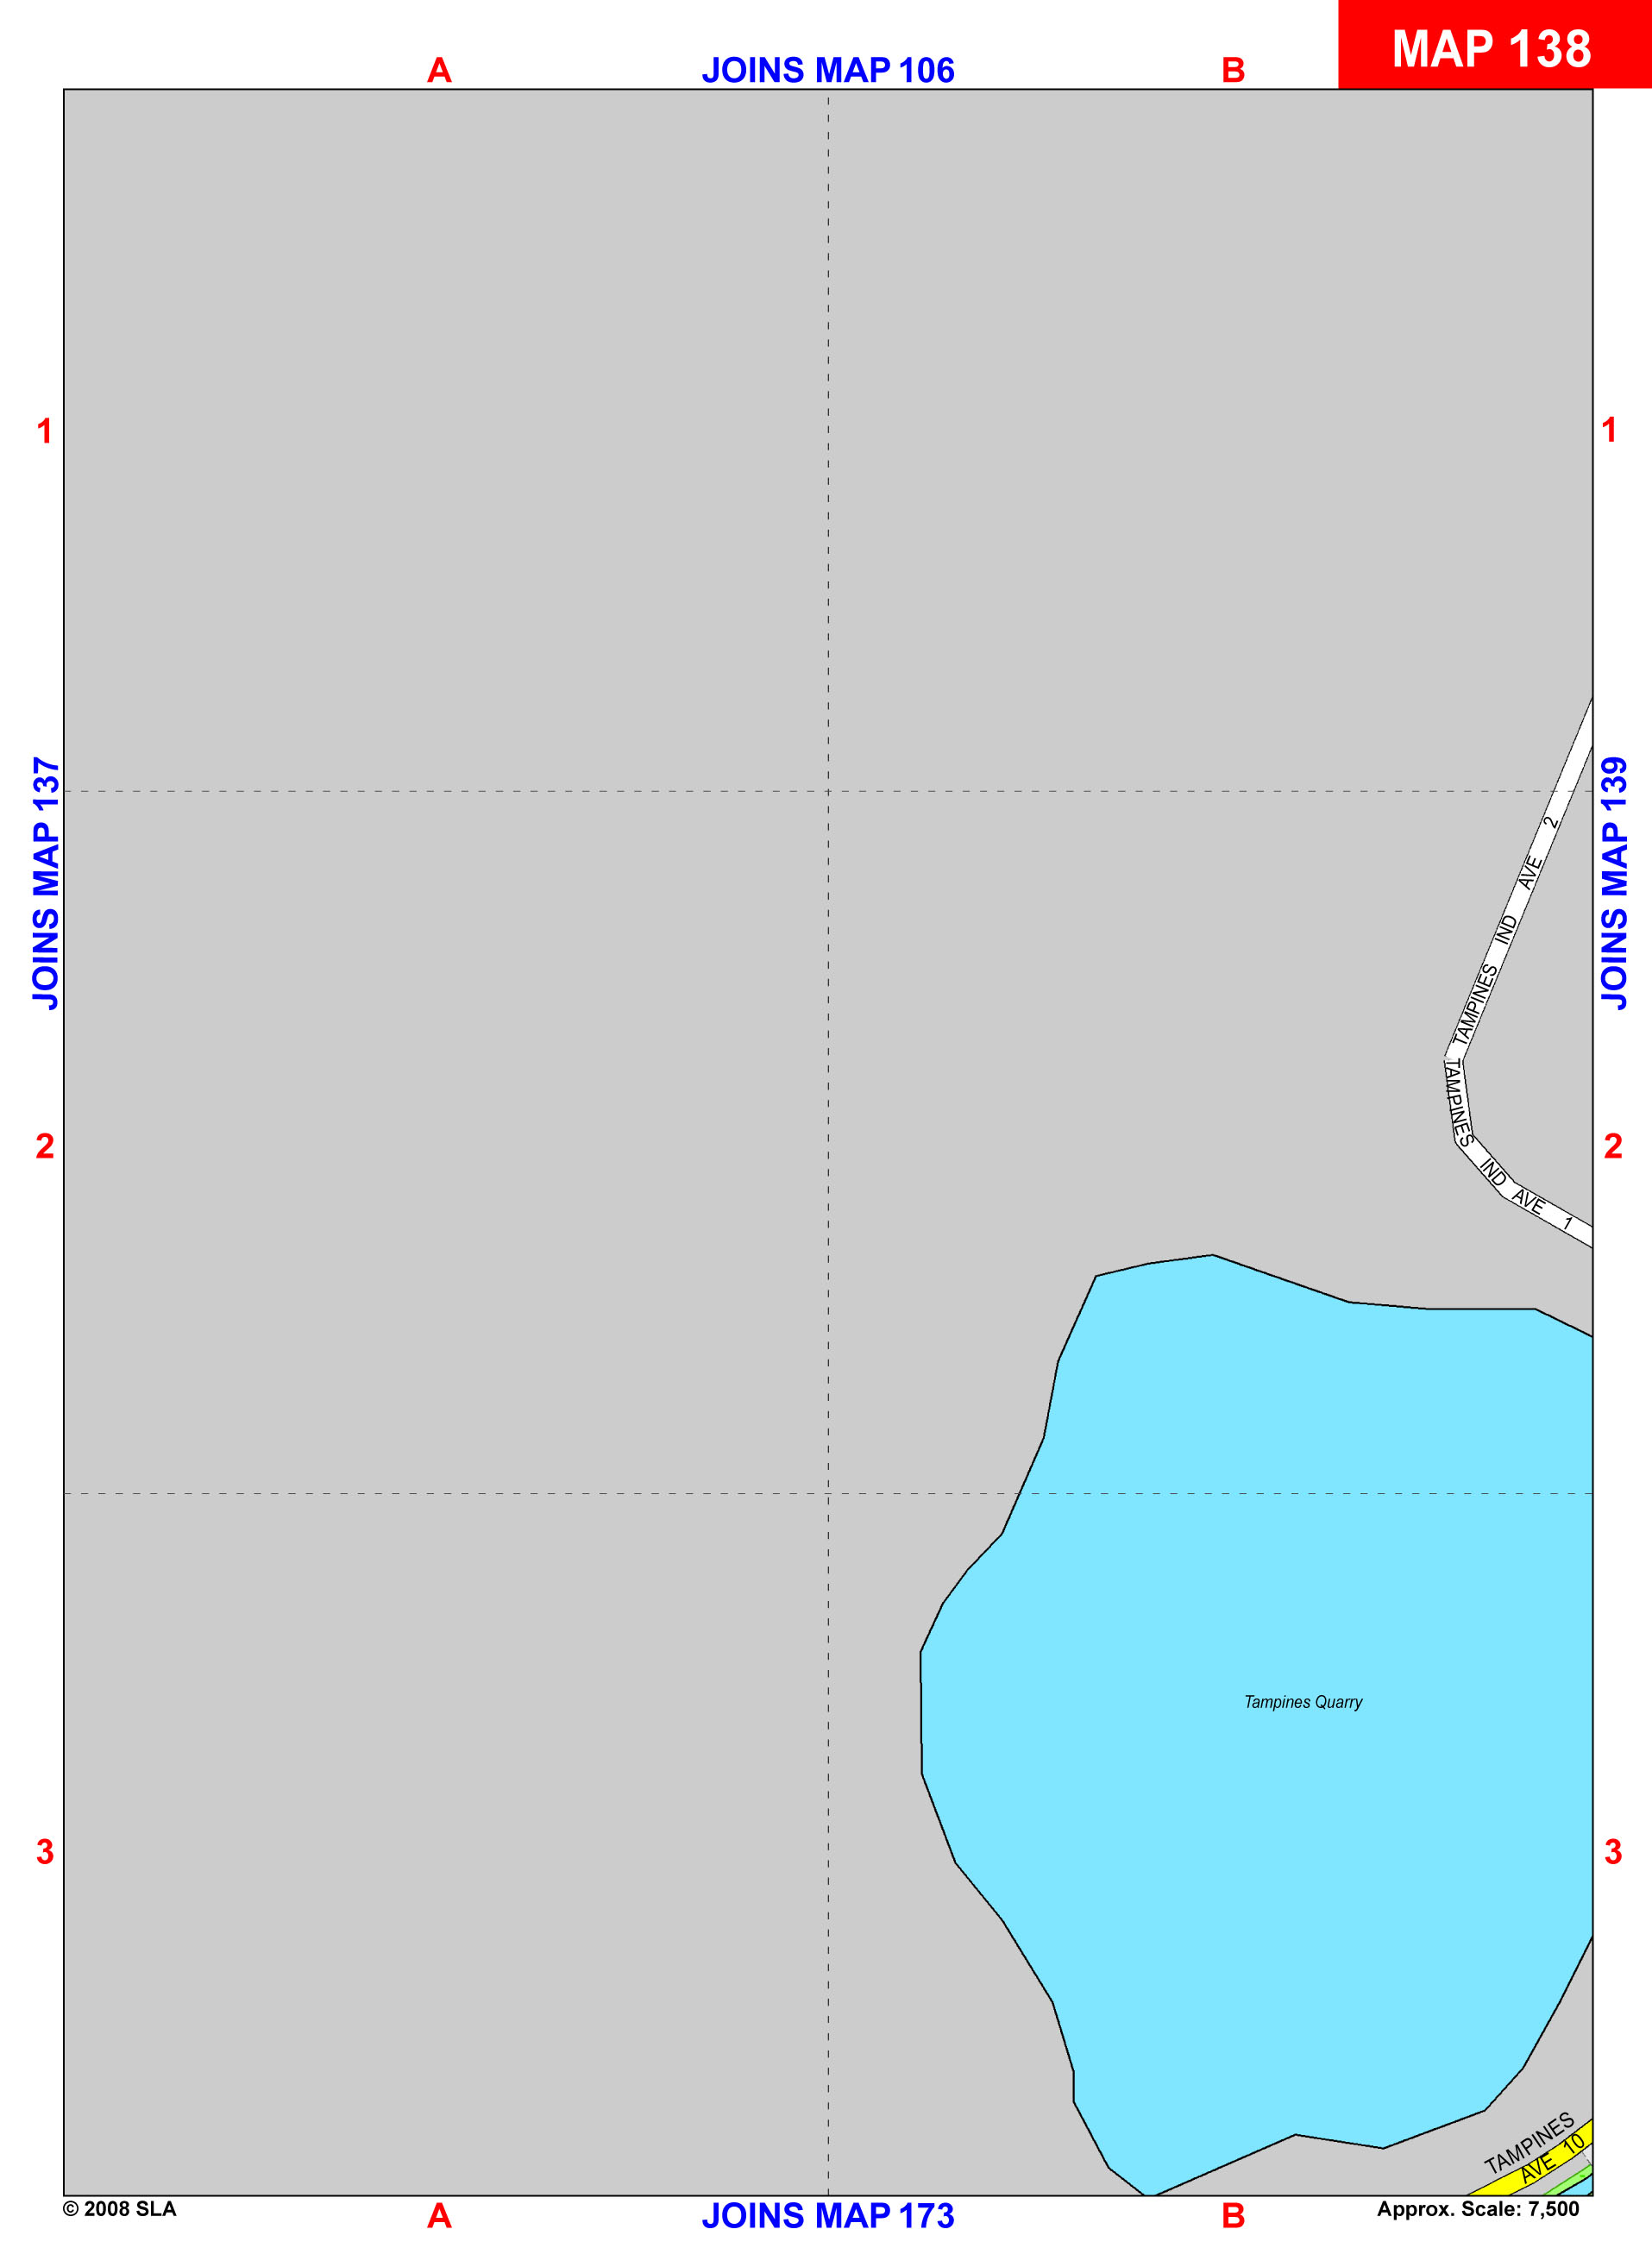 MAP 138
A JOINS MAP 106 B
1 1
JOINS MAP 137
JOINS MAP 139
TAMPINES IND AVE 2
TAMPINES IND AVE 1
2 2
Tampines Quarry
3 3
TAMPINES
AVE 10
© 2008 SLA
A JOINS MAP 173 B
Approx. Scale: 7,500